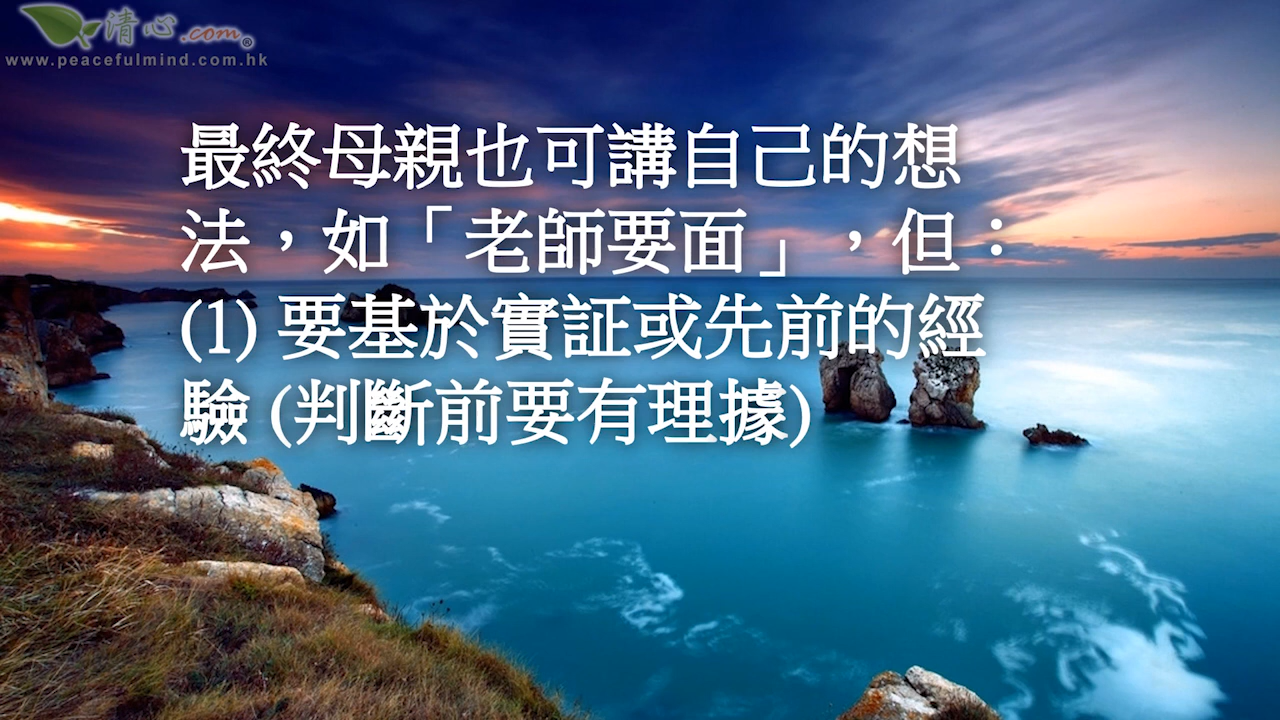 清心.com®
www.peacefulmind.com.hk
最終母親也可講自己的想
法，如「老師要面」，但：
(1) 要基於實証或先前的經
驗 (判斷前要有理據)